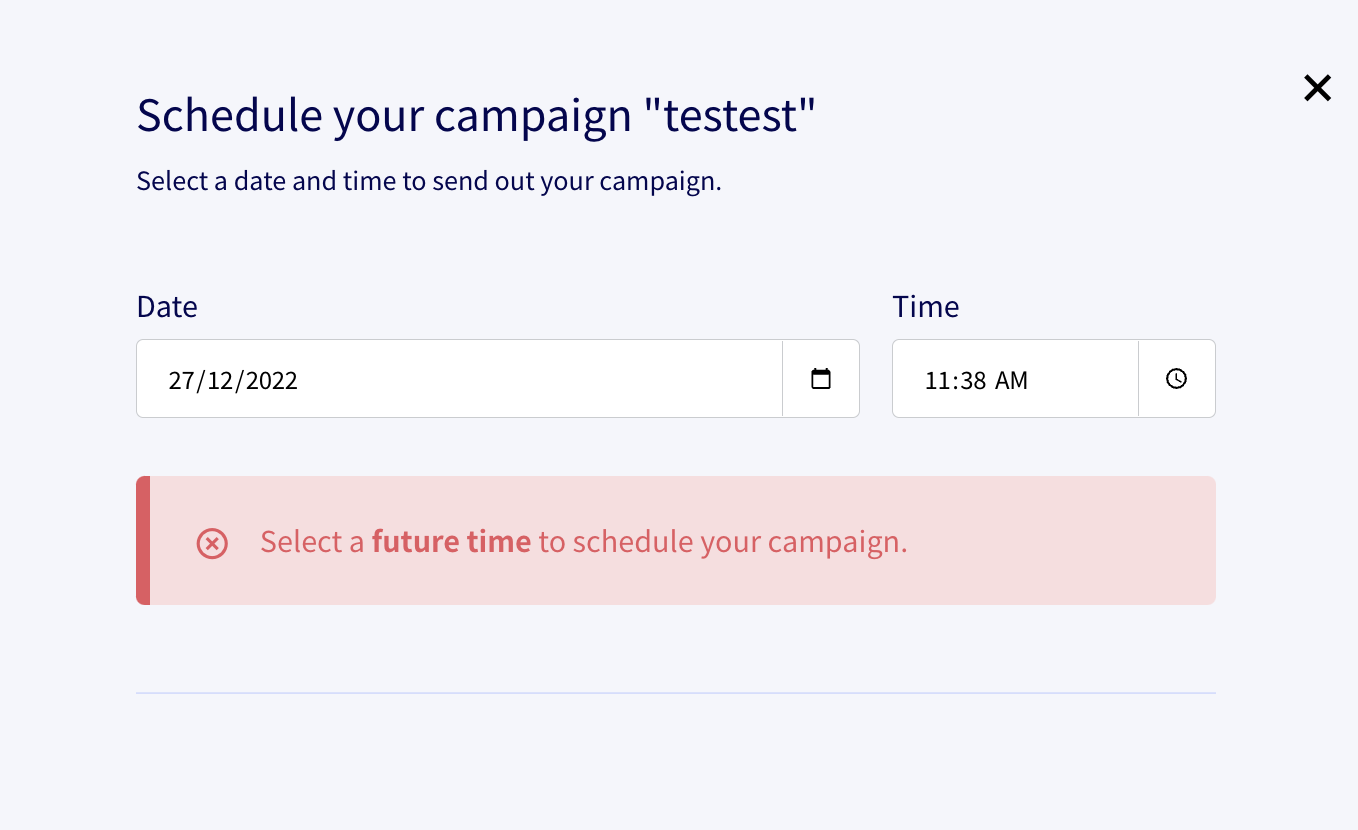 Schedule your campaign "testest"
Select a date and time to send out your campaign.
Date
Time
27/12/2022
11:38 AM
Select a future time to schedule your campaign.